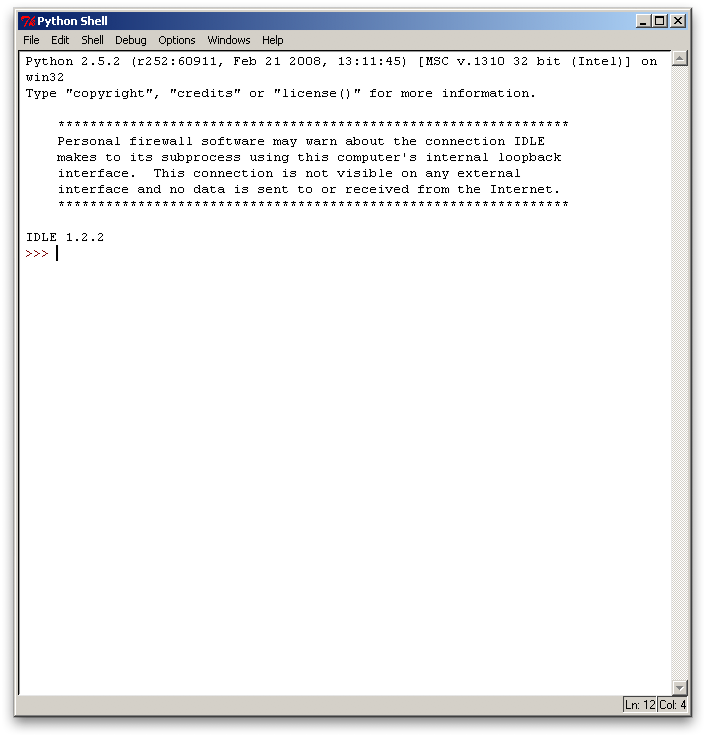 Python Shell
File Edit Shell Debug Options Windows Help
Python 2.5.2 (r252:60911, Feb 21 2008, 13:11:45) [MSC v.1310 32 bit (Intel)] on
win32
Type "copyright", "credits" or "license()" for more information.
****************************************************************
Personal firewall software may warn about the connection IDLE
makes to its subprocess using this computer's internal loopback
interface.  This connection is not visible on any external
interface and no data is sent to or received from the Internet.
****************************************************************
IDLE 1.2.2
>>>
Ln: 12 Col: 4